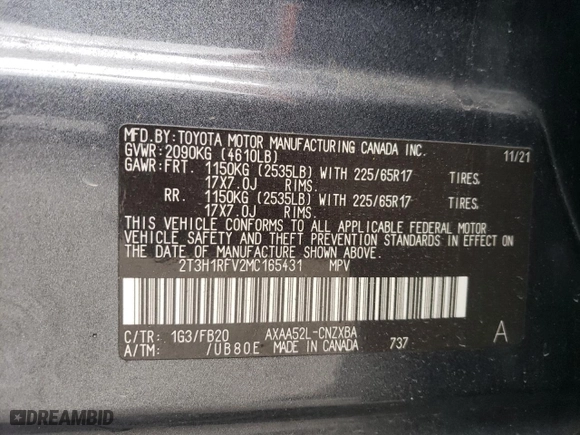 MFD.BY:TOYOTA MOTOR MANUFACTURING CANADA INC.
GVWR:2090KG (4610LB) 11/21
GAWR:FRT. 1150KG (2535LB) WITH 225/65R17 TIRES.
17X7.0J RIMS.
RR. 1150KG (2535LB) WITH 225/65R17 TIRES.
17X7.0J RIMS.
THIS VEHICLE CONFORMS TO ALL APPLICABLE FEDERAL MOTOR
VEHICLE SAFETY AND THEFT PREVENTION STANDARDS IN EFFECT ON
THE DATE OF MANUFACTURE SHOWN ABOVE.
2T3H1RFV2MC165431 MPV
C/TR: 1G3/FB20 AXAA52L-CNZXBA A
A/TM: /UB80E MADE IN CANADA 737
DREAMBID